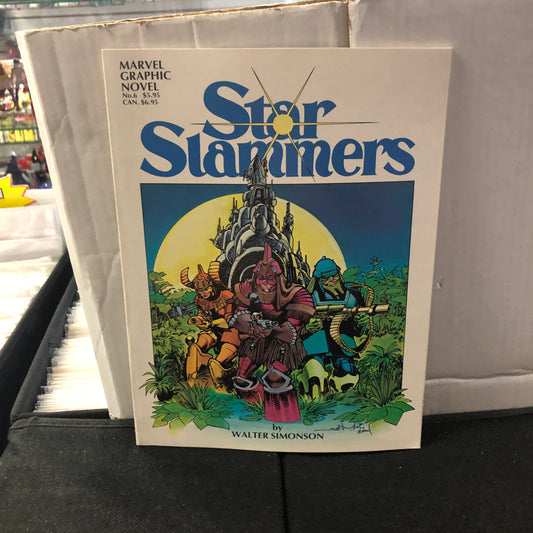 MARVEL
GRAPHIC
NOVEL
No.6 $5.95
CAN. $6.95
Star
Slammers
by
WALTER SIMONSON